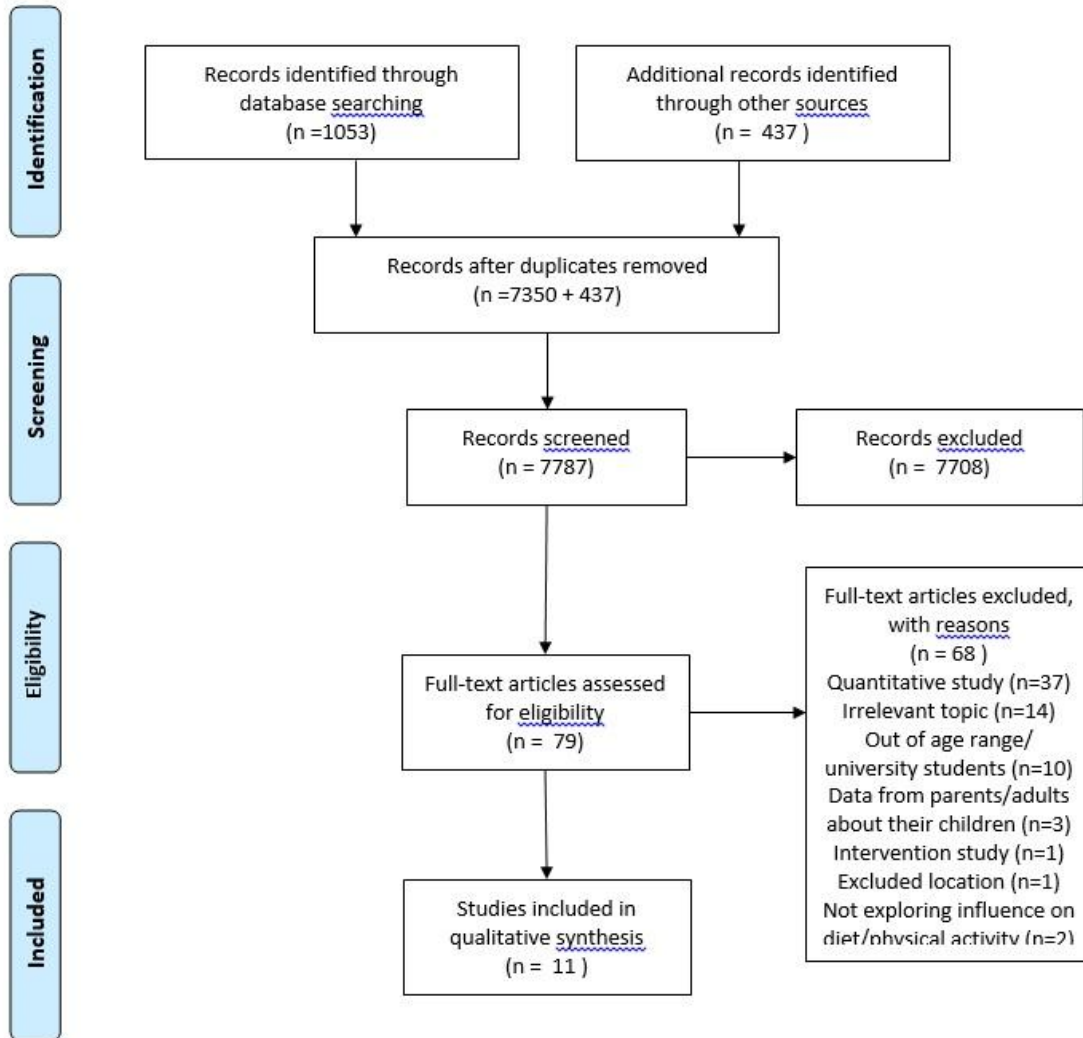 Identification
Records identified through
database searching
(n =1053)
Additional records identified
through other sources
(n =  437 )
Records after duplicates removed
(n =7350 + 437)
Screening
Records screened
(n = 7787)
Records excluded
(n =  7708)
Eligibility
Full-text articles assessed
for eligibility
(n =  79)
Full-text articles excluded,
with reasons
(n = 68 )
Quantitative study (n=37)
Irrelevant topic (n=14)
Out of age range/
university students (n=10)
Data from parents/adults
about their children (n=3)
Intervention study (n=1)
Excluded location (n=1)
Not exploring influence on
diet/physical activity (n=2)
Included
Studies included in
qualitative synthesis
(n =  11 )